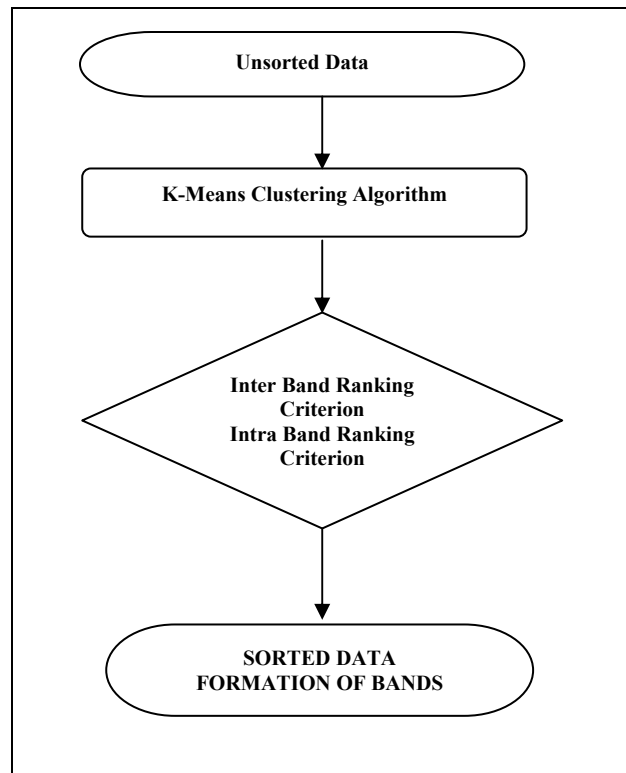 Unsorted Data
K-Means Clustering Algorithm
Inter Band Ranking
Criterion
Intra Band Ranking
Criterion
SORTED DATA
FORMATION OF BANDS